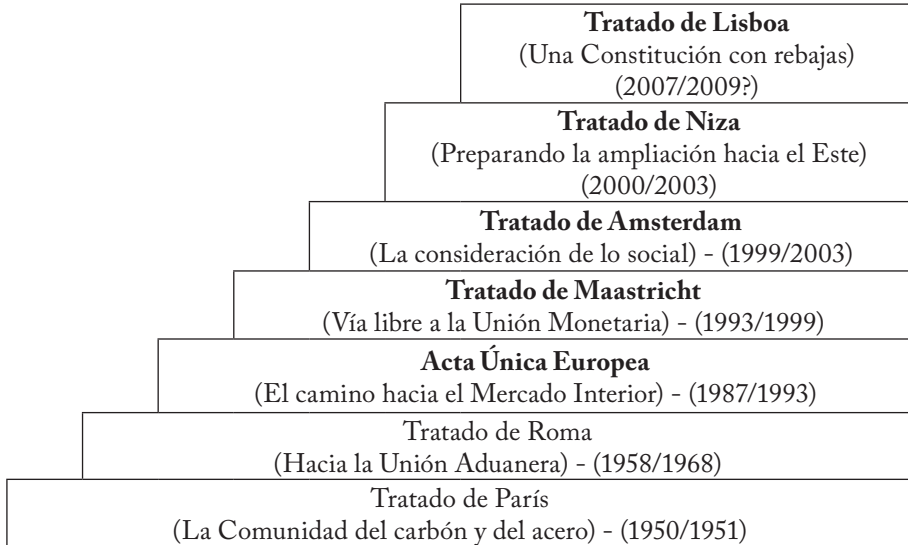 Tratado de Lisboa
(Una Constitución con rebajas)
(2007/2009?)
Tratado de Niza
(Preparando la ampliación hacia el Este)
(2000/2003)
Tratado de Amsterdam
(La consideración de lo social) - (1999/2003)
Tratado de Maastricht
(Vía libre a la Unión Monetaria) - (1993/1999)
Acta Única Europea
(El camino hacia el Mercado Interior) - (1987/1993)
Tratado de Roma
(Hacia la Unión Aduanera) - (1958/1968)
Tratado de París
(La Comunidad del carbón y del acero) - (1950/1951)